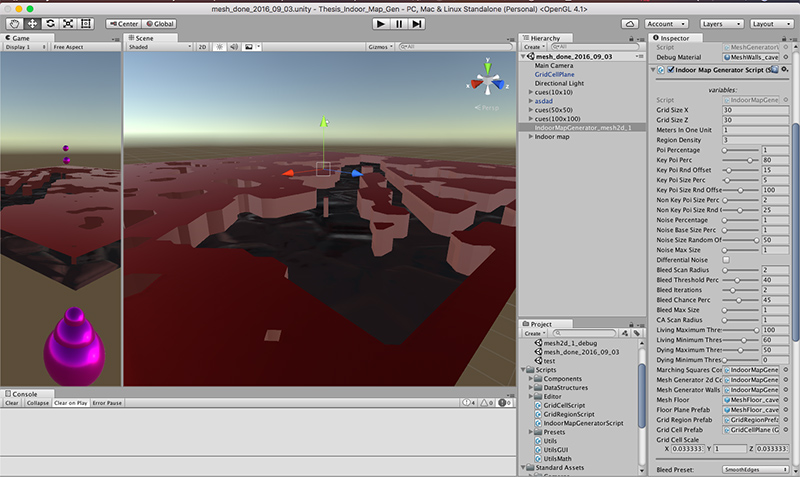 mesh_done_2016_09_03.unity - Thesis_Indoor_Map_Gen - PC, Mac & Linux Standalone (Personal) <OpenGL 4.1>
Center Global Account Layers Layout
Game
Display 1 Free Aspect
Scene
Shaded 2D Gizmos All
y
x z
Persp
Hierarchy
Create All
mesh_done_2016_09_03
Main Camera
GridCellPlane
Directional Light
cues(10x10)
asdad
cues(50x50)
cues(100x100)
IndoorMapGenerator_mesh2d_1
Indoor map
Project
Create
mesh2d_1_debug
mesh_done_2016_09_03
test
Scripts
Components
DataStructures
Editor
GridCellScript
GridRegionScript
IndoorMapGeneratorScript
Presets
Utils
UtilsGUI
UtilsMath
Standard Assets
Console
Clear Collapse Clear on Play Error Pause 4 0 0
Inspector
Script MeshGeneratorW
Debug Material MeshWalls_cave
Indoor Map Generator Script (S
variables:
Script IndoorMapGene
Grid Size X 30
Grid Size Z 30
Meters In One Unit 1
Region Density 3
Poi Percentage 1
Key Poi Perc 80
Key Poi Rnd Offset 15
Key Poi Size Perc 5
Key Poi Size Rnd Offse 100
Non Key Poi Size Perc 2
Non Key Poi Size Rnd 25
Noise Percentage 1
Noise Base Size Perc 1
Noise Size Random Of 50
Noise Max Size 1
Differential Noise
Bleed Scan Radius 2
Bleed Threshold Perc 40
Bleed Iterations 2
Bleed Chance Perc 45
Bleed Max Size 1
CA Scan Radius 1
Living Maximum Thres 100
Living Minimum Thres 60
Dying Maximum Thres 50
Dying Minimum Thres 0
Marching Squares Con IndoorMapGene
Mesh Generator 2d Co IndoorMapGene
Mesh Generator Walls IndoorMapGene
Mesh Floor MeshFloor_cave
Floor Plane Prefab MeshFloor_cave
Grid Region Prefab GridRegionPrefa
Grid Cell Prefab GridCellPlane (G
Grid Cell Scale
X 0.033333 Y 1 Z 0.033333
Bleed Preset: SmoothEdges